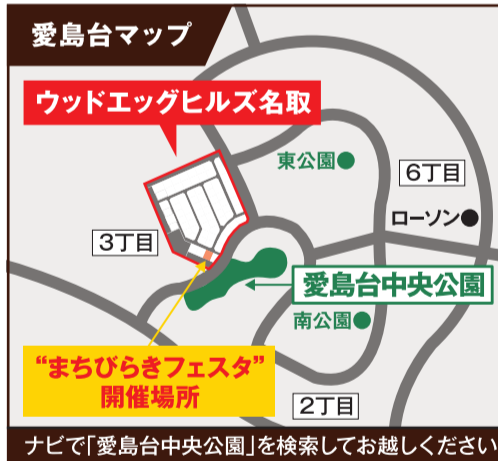 愛島台マップ
ウッドエッグヒルズ名取
東公園
6丁目
ローソン
3丁目
愛島台中央公園
南公園
“まちびらきフェスタ”
開催場所
2丁目
ナビで「愛島台中央公園」を検索してお越しください